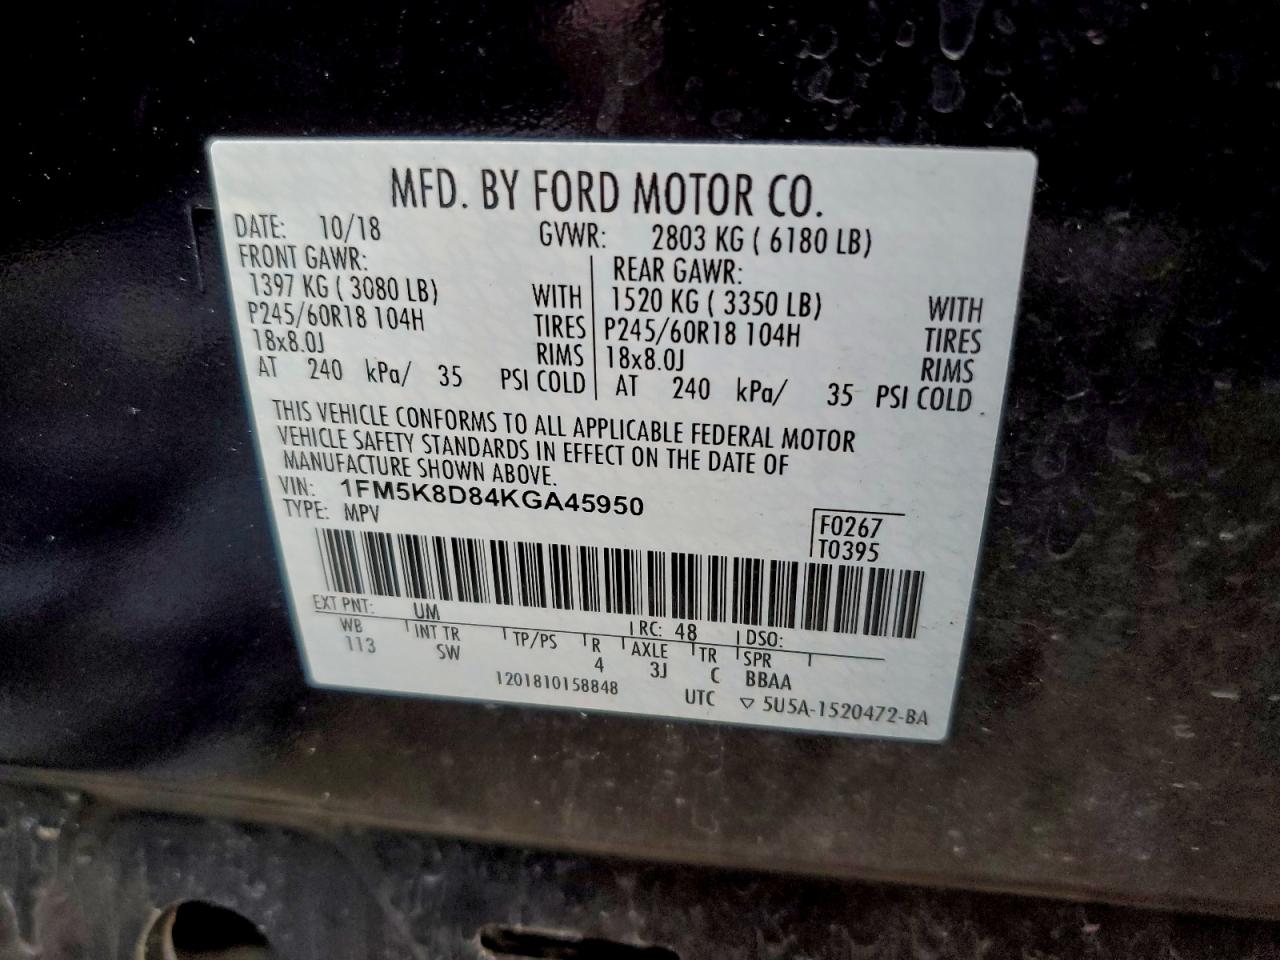 MFD. BY FORD MOTOR CO.
DATE: 10/18 GVWR: 2803 KG ( 6180 LB)
FRONT GAWR: REAR GAWR:
1397 KG ( 3080 LB) WITH 1520 KG ( 3350 LB) WITH
P245/60R18 104H TIRES P245/60R18 104H TIRES
18x8.0J RIMS 18x8.0J RIMS
AT 240 kPa/ 35 PSI COLD AT 240 kPa/ 35 PSI COLD
THIS VEHICLE CONFORMS TO ALL APPLICABLE FEDERAL MOTOR
VEHICLE SAFETY STANDARDS IN EFFECT ON THE DATE OF
MANUFACTURE SHOWN ABOVE.
VIN: 1FM5K8D84KGA45950
TYPE: MPV
F0267
T0395
EXT PNT: UM RC: 48 DSO:
WB INT TR TP/PS R AXLE TR SPR
113 SW 4 3J C BBAA
1201810158848 UTC ▽ 5U5A-1520472-BA